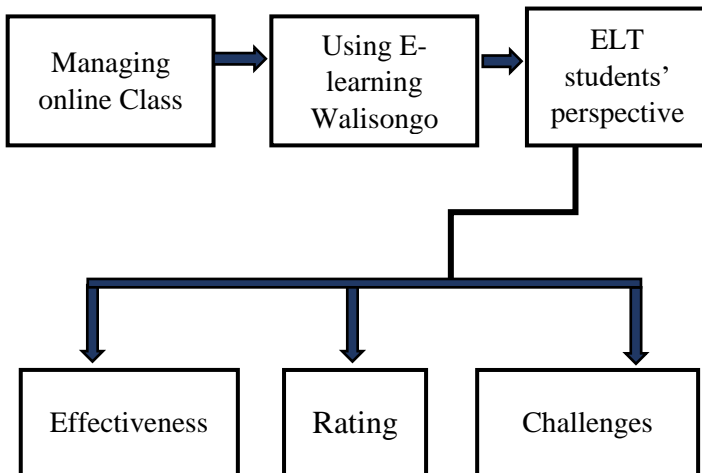 Managing
online Class
Using E-
learning
Walisongo
ELT
students’
perspective
Effectiveness
Rating
Challenges